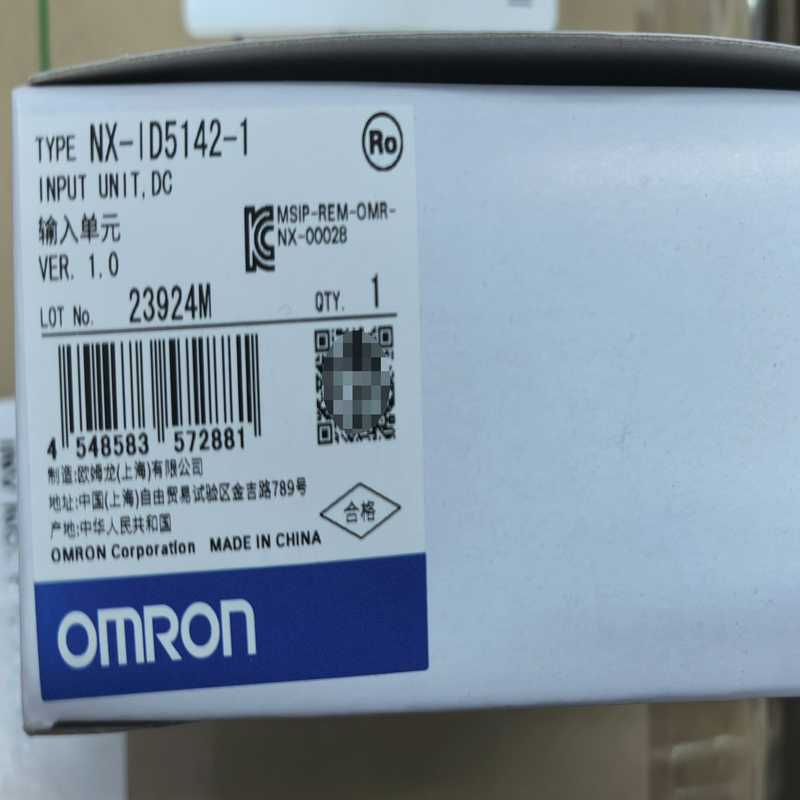 TYPE NX-ID5142-1
Ro
INPUT UNIT, DC
输入单元
MSIP-REM-OMR-
NX-00028
VER. 1.0
LOT No. 23924M QTY. 1
4 548583 572881
制造:欧姆龙(上海)有限公司
地址:中国(上海)自由贸易试验区金吉路789号
产地:中华人民共和国
合格
OMRON Corporation MADE IN CHINA
OMRON